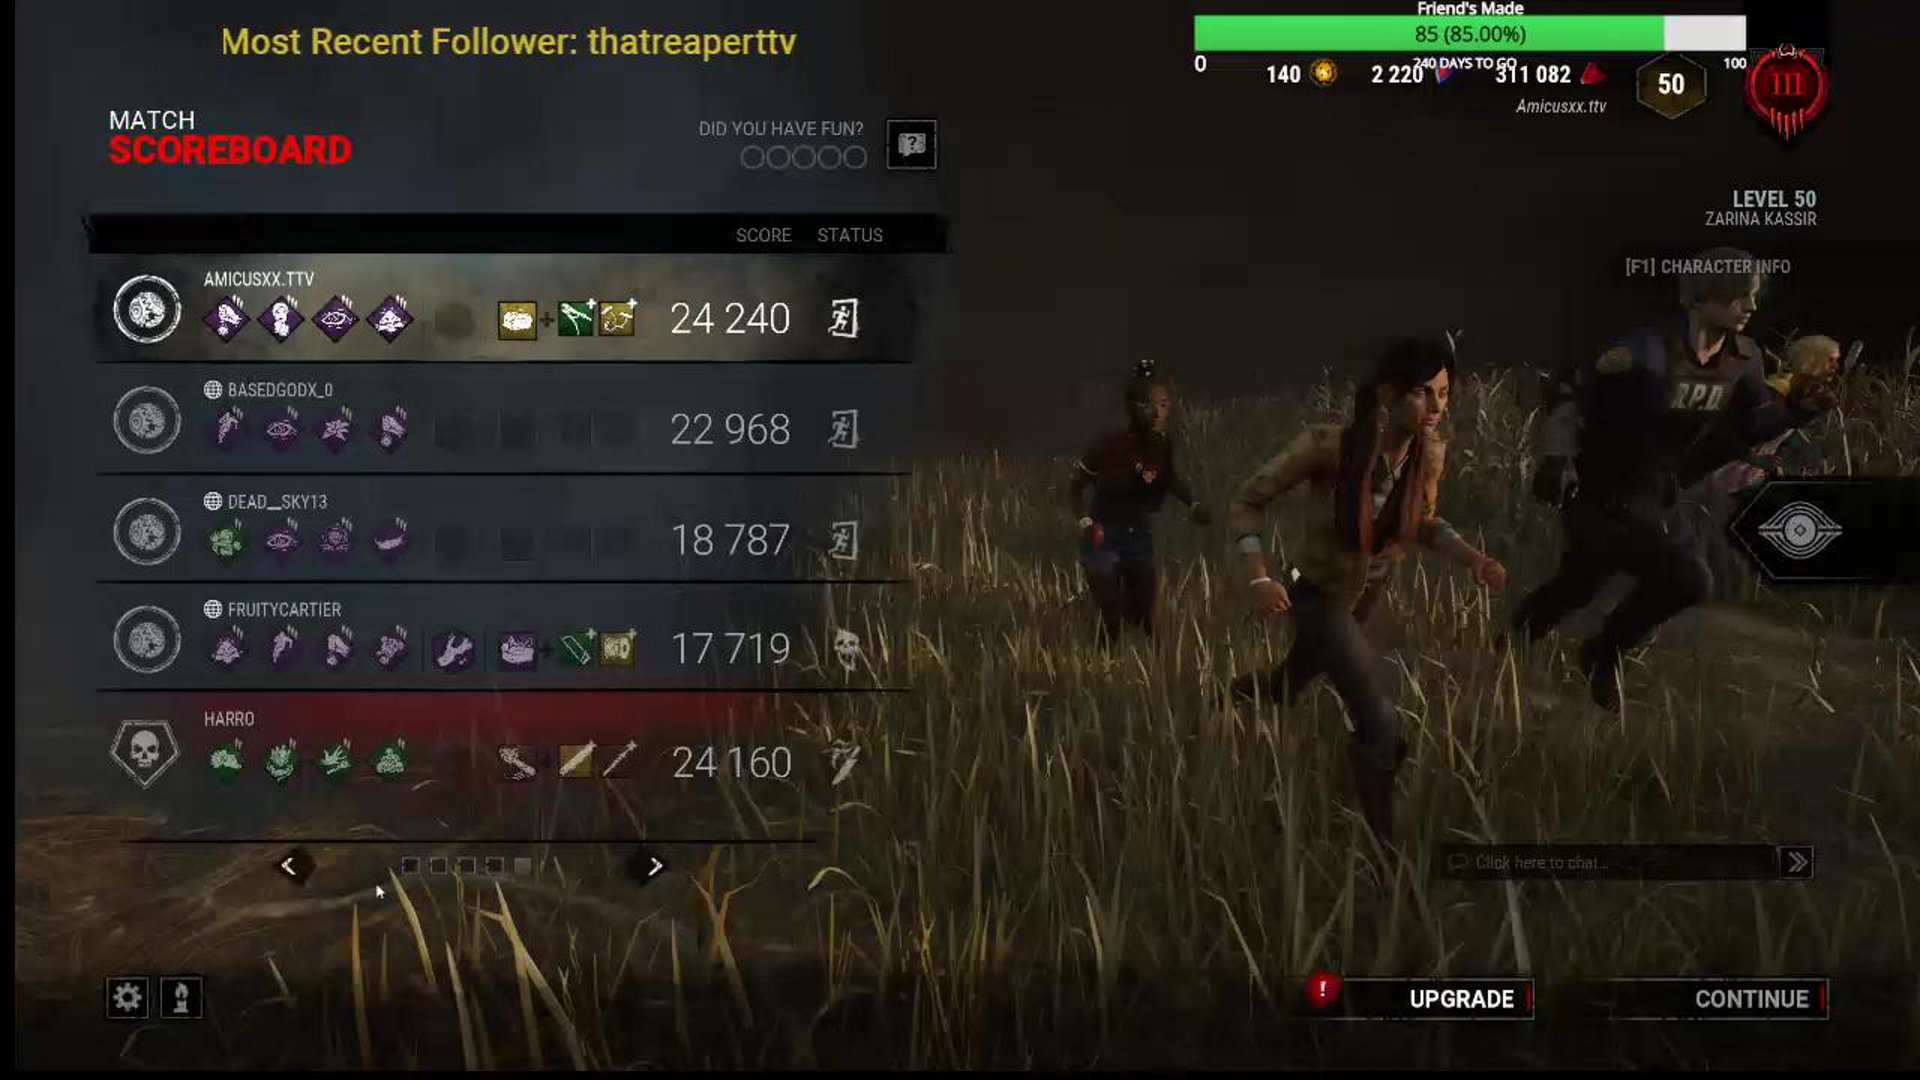 Most Recent Follower: thatreaperttv
Friend's Made
85 (85.00%)
0
240 DAYS TO GO
100
140
2 220
311 082
50
III
Amicusxx.ttv
MATCH
SCOREBOARD
DID YOU HAVE FUN?
?
LEVEL 50
ZARINA KASSIR
[F1] CHARACTER INFO
SCORE STATUS
AMICUSXX.TTV
24 240
BASEDGODX_0
22 968
DEAD__SKY13
18 787
FRUITYCARTIER
17 719
HARRO
24 160
R.P.D.
Click here to chat...
!
UPGRADE
CONTINUE